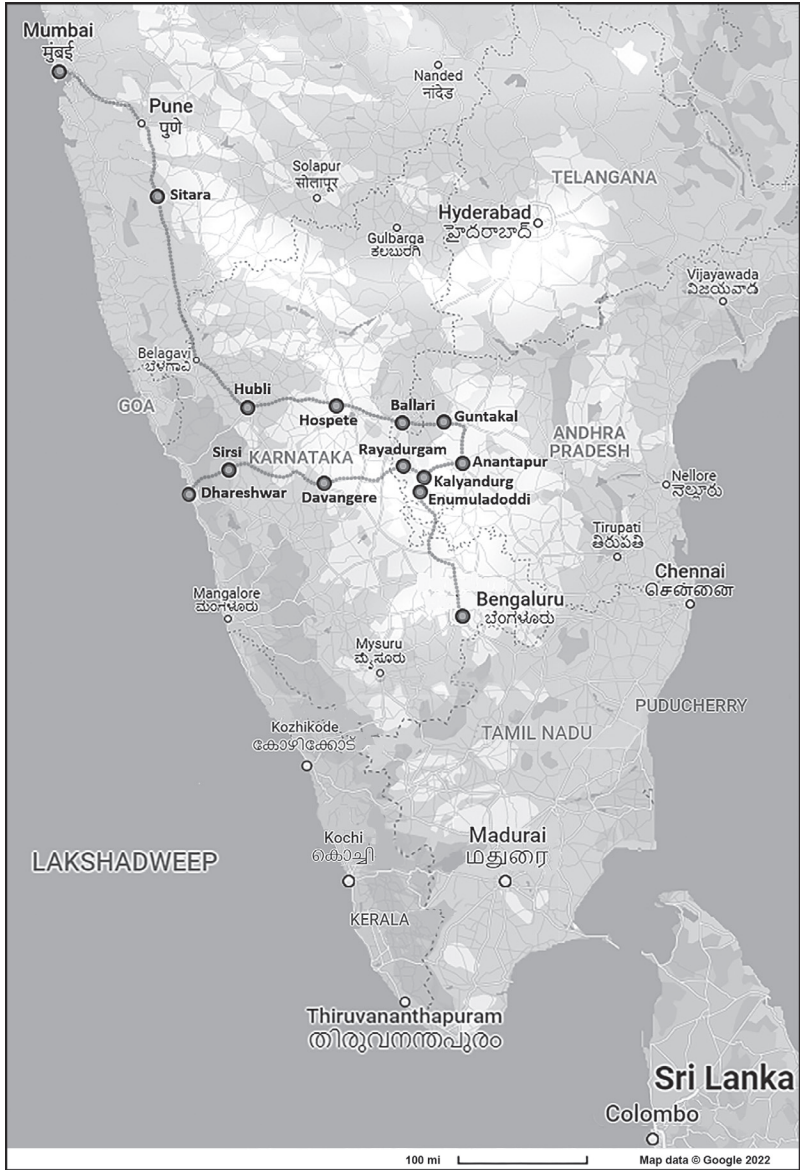 Mumbai
मुंबई
Pune
पुणे
Nanded
नांदेड
Sitara
Solapur
सोलापूर
TELANGANA
Hyderabad
హైదరాబాద్
Gulbarga
ಕಲಬುರಗಿ
Vijayawada
విజయవాడ
Belagavi
ಬೆಳಗಾವಿ
Hubli
GOA
Hospete
Ballari
Guntakal
Sirsi
KARNATAKA
Rayadurgam
Anantapur
ANDHRA
PRADESH
Dhareshwar
Davangere
Kalyandurg
Enumuladoddi
Nellore
నెల్లూరు
Tirupati
తిరుపతి
Chennai
சென்னை
Mangalore
ಮಂಗಳೂರು
Bengaluru
ಬೆಂಗಳೂರು
Mysuru
ಮೈಸೂರು
PUDUCHERRY
Kozhikode
കോഴിക്കോട്
TAMIL NADU
Kochi
കൊച്ചി
Madurai
மதுரை
LAKSHADWEEP
KERALA
Thiruvananthapuram
തിരുവനന്തപുരം
Sri Lanka
Colombo
100 mi
Map data © Google 2022